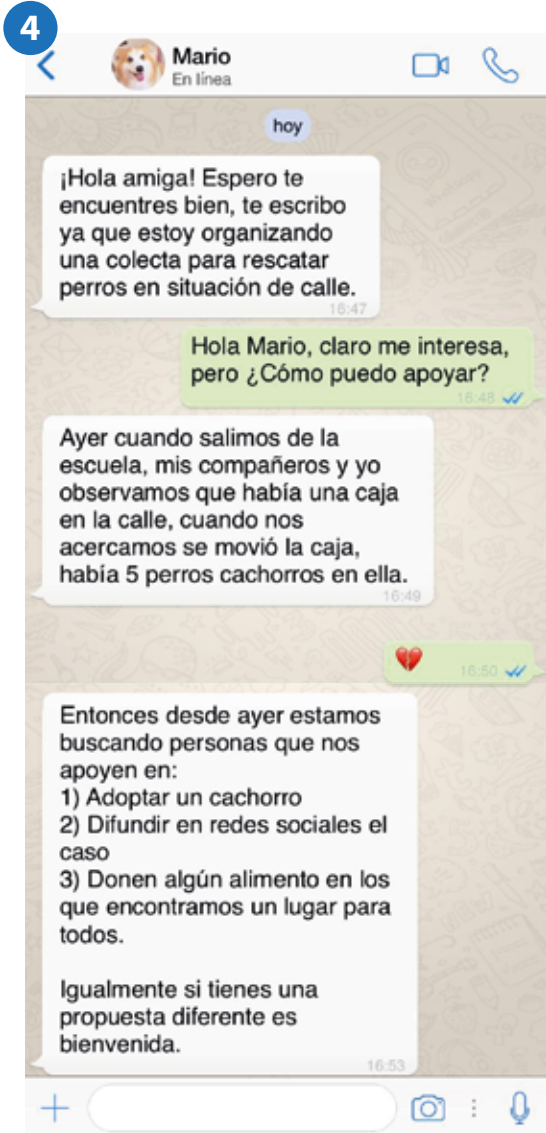 4
Mario
En línea
hoy
¡Hola amiga! Espero te
encuentres bien, te escribo
ya que estoy organizando
una colecta para rescatar
perros en situación de calle.
16:47
Hola Mario, claro me interesa,
pero ¿Cómo puedo apoyar?
16:48
Ayer cuando salimos de la
escuela, mis compañeros y yo
observamos que había una caja
en la calle, cuando nos
acercamos se movió la caja,
había 5 perros cachorros en ella.
16:49
16:50
Entonces desde ayer estamos
buscando personas que nos
apoyen en:
1) Adoptar un cachorro
2) Difundir en redes sociales el
caso
3) Donen algún alimento en los
que encontramos un lugar para
todos.
Igualmente si tienes una
propuesta diferente es
bienvenida.
16:53